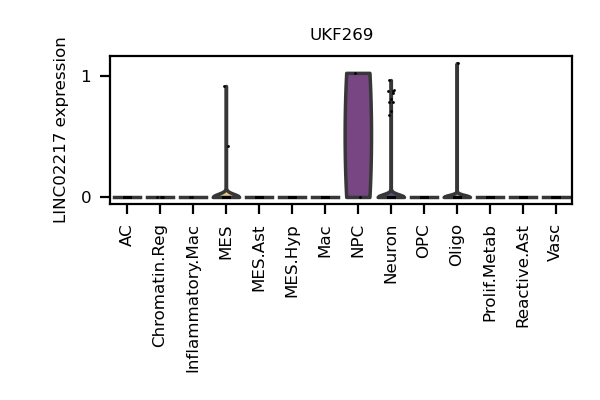 UKF269
LINC02217 expression
1
0
AC
Chromatin.Reg
Inflammatory.Mac
MES
MES.Ast
MES.Hyp
Mac
NPC
Neuron
OPC
Oligo
Prolif.Metab
Reactive.Ast
Vasc